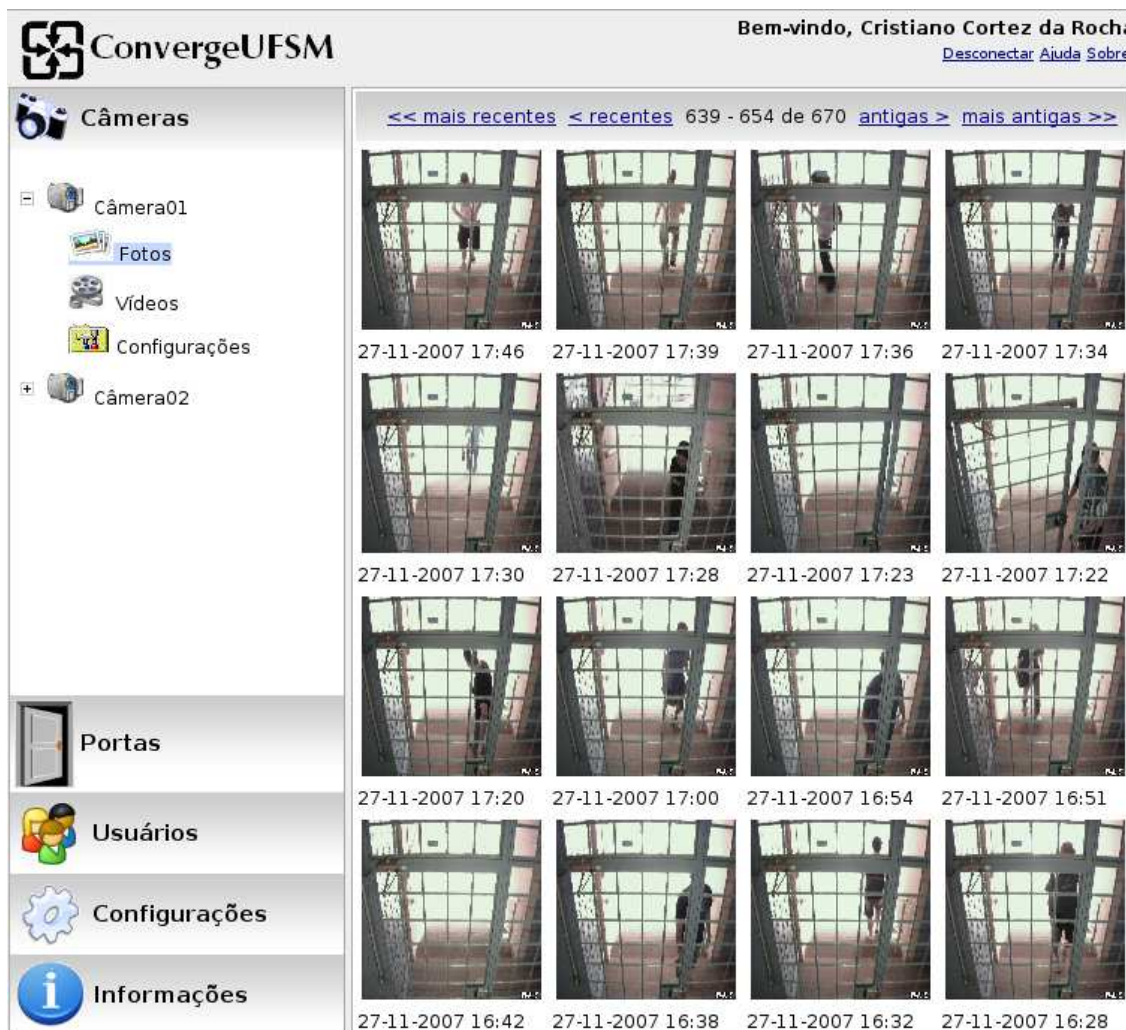 ConvergeUFSM
Bem-vindo, Cristiano Cortez da Rocha
Desconectar Ajuda Sobre
Câmeras
Câmera01
Fotos
Vídeos
Configurações
Câmera02
Portas
Usuários
Configurações
Informações
<< mais recentes < recentes 639 - 654 de 670 antigas > mais antigas >>
27-11-2007 17:46 27-11-2007 17:39 27-11-2007 17:36 27-11-2007 17:34
27-11-2007 17:30 27-11-2007 17:28 27-11-2007 17:23 27-11-2007 17:22
27-11-2007 17:20 27-11-2007 17:00 27-11-2007 16:54 27-11-2007 16:51
27-11-2007 16:42 27-11-2007 16:38 27-11-2007 16:32 27-11-2007 16:28